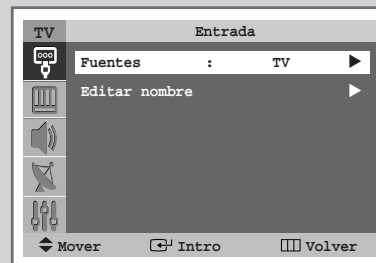 TV Entrada
Fuentes : TV
Editar nombre
Mover Intro Volver